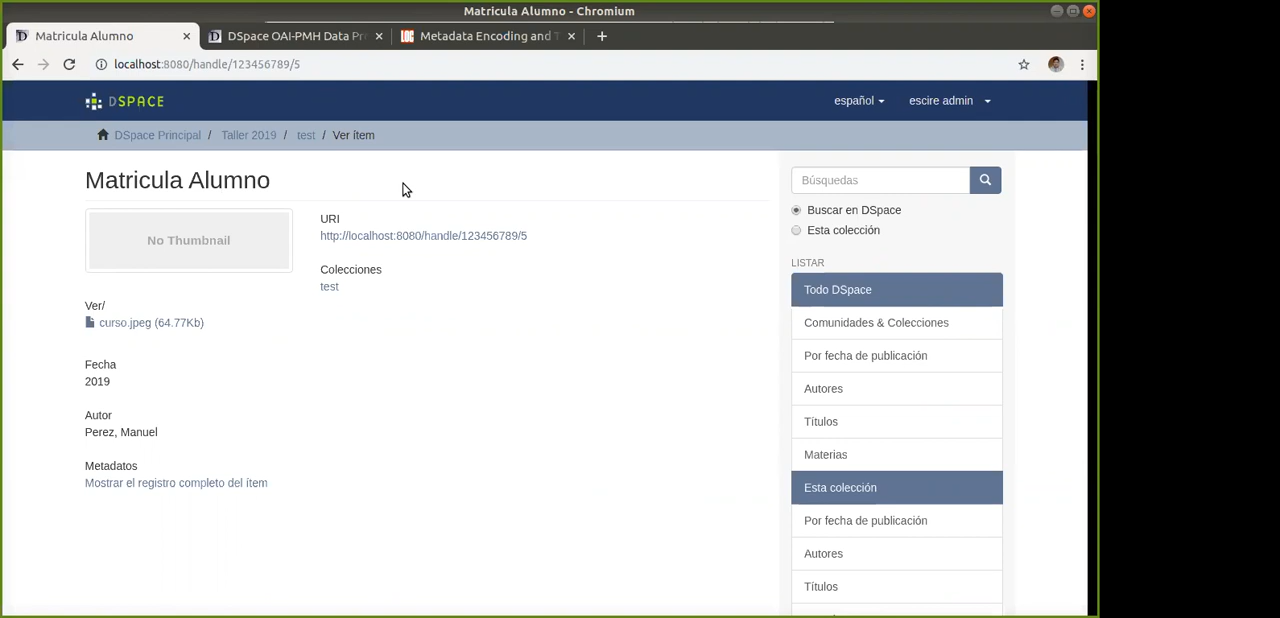 Matricula Alumno - Chromium
Matricula Alumno
DSpace OAI-PMH Data Pr
LOC Metadata Encoding and T
localhost:8080/handle/123456789/5
DSPACE
español
escire admin
DSpace Principal / Taller 2019 / test / Ver ítem
Matricula Alumno
No Thumbnail
Ver/
curso.jpeg (64.77Kb)
Fecha
2019
Autor
Perez, Manuel
Metadatos
Mostrar el registro completo del ítem
URI
http://localhost:8080/handle/123456789/5
Colecciones
test
Búsquedas
Buscar en DSpace
Esta colección
LISTAR
Todo DSpace
Comunidades & Colecciones
Por fecha de publicación
Autores
Títulos
Materias
Esta colección
Por fecha de publicación
Autores
Títulos